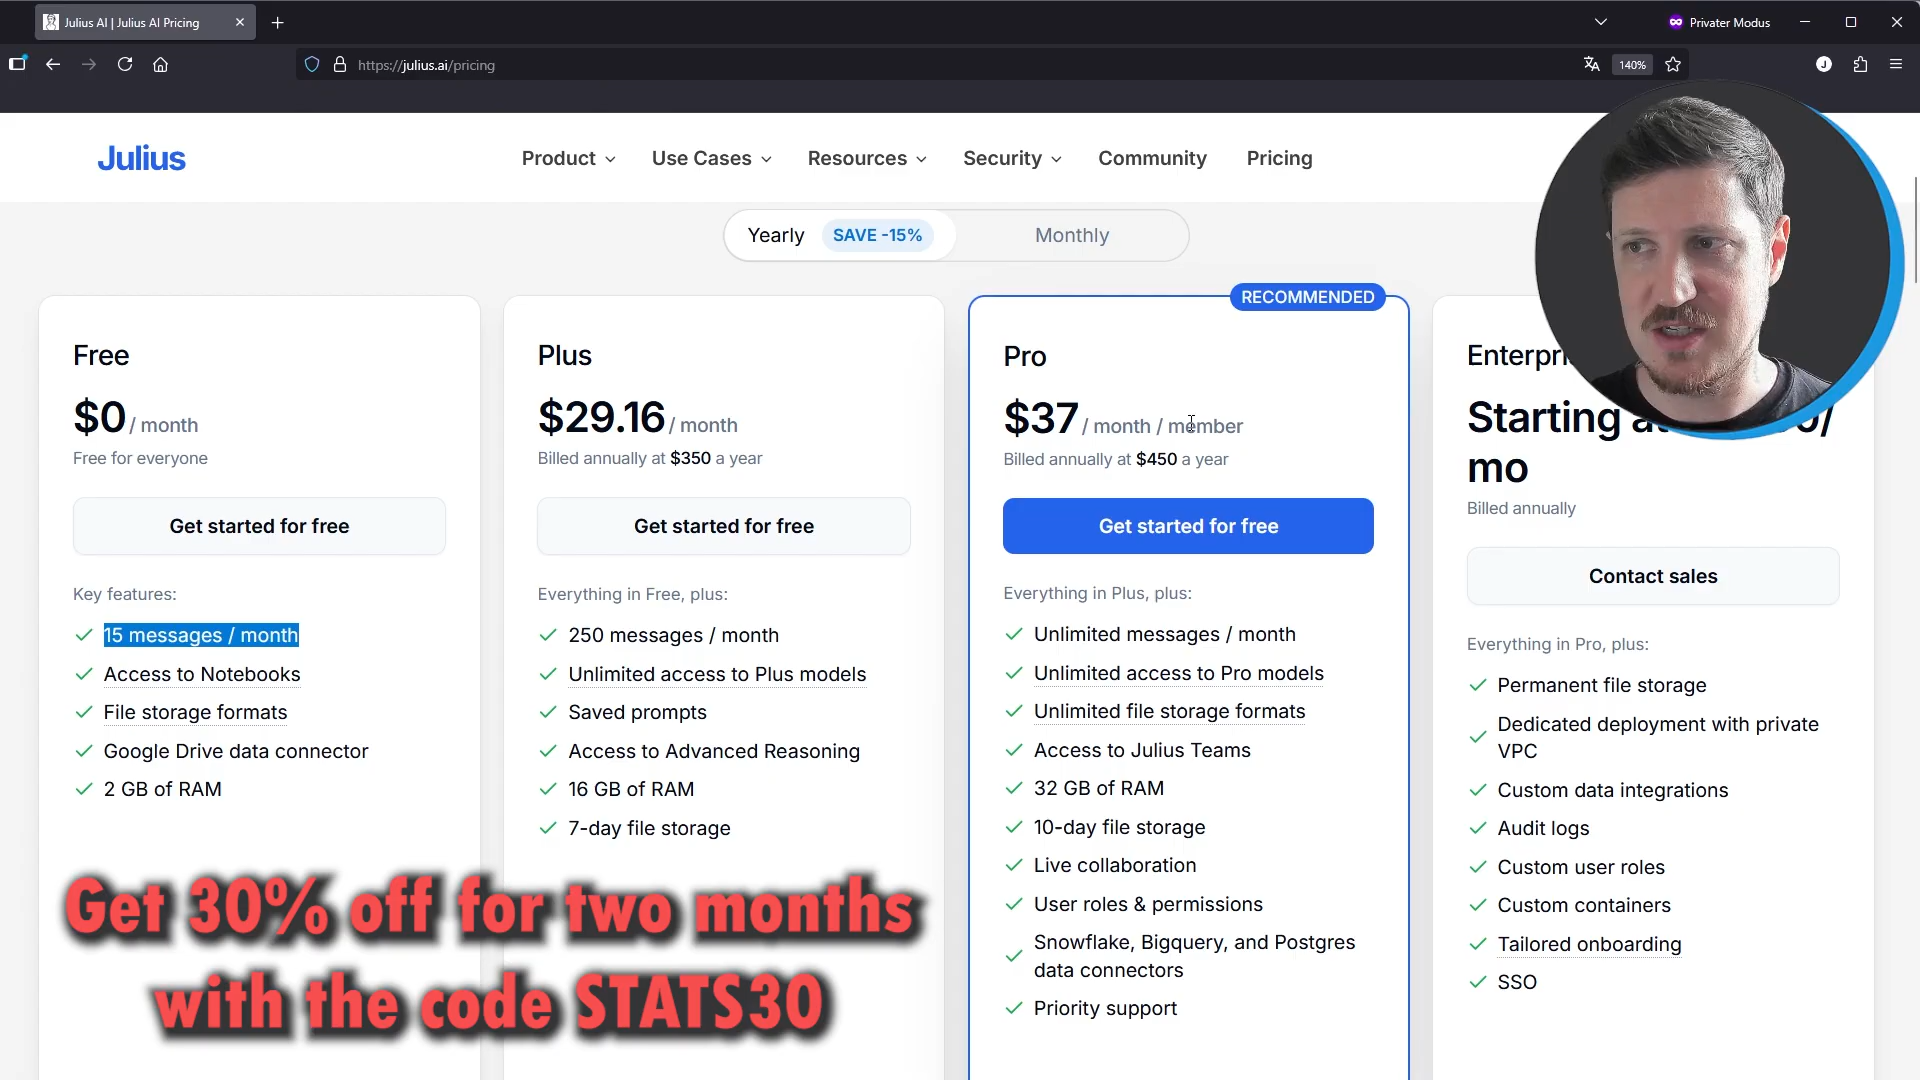 Julius AI | Julius AI Pricing
Privater Modus
https://julius.ai/pricing
140%
J
Julius
Product
Use Cases
Resources
Security
Community
Pricing
Yearly
SAVE -15%
Monthly
Free
$0 / month
Free for everyone
Get started for free
Key features:
15 messages / month
Access to Notebooks
File storage formats
Google Drive data connector
2 GB of RAM
Plus
$29.16 / month
Billed annually at $350 a year
Get started for free
Everything in Free, plus:
250 messages / month
Unlimited access to Plus models
Saved prompts
Access to Advanced Reasoning
16 GB of RAM
7-day file storage
RECOMMENDED
Pro
$37 / month / member
Billed annually at $450 a year
Get started for free
Everything in Plus, plus:
Unlimited messages / month
Unlimited access to Pro models
Unlimited file storage formats
Access to Julius Teams
32 GB of RAM
10-day file storage
Live collaboration
User roles & permissions
Snowflake, Bigquery, and Postgres
data connectors
Priority support
Starting
mo
Billed annually
Contact sales
Everything in Pro, plus:
Permanent file storage
Dedicated deployment with private
VPC
Custom data integrations
Audit logs
Custom user roles
Custom containers
Tailored onboarding
SSO
Get 30% off for two months
with the code STATS30